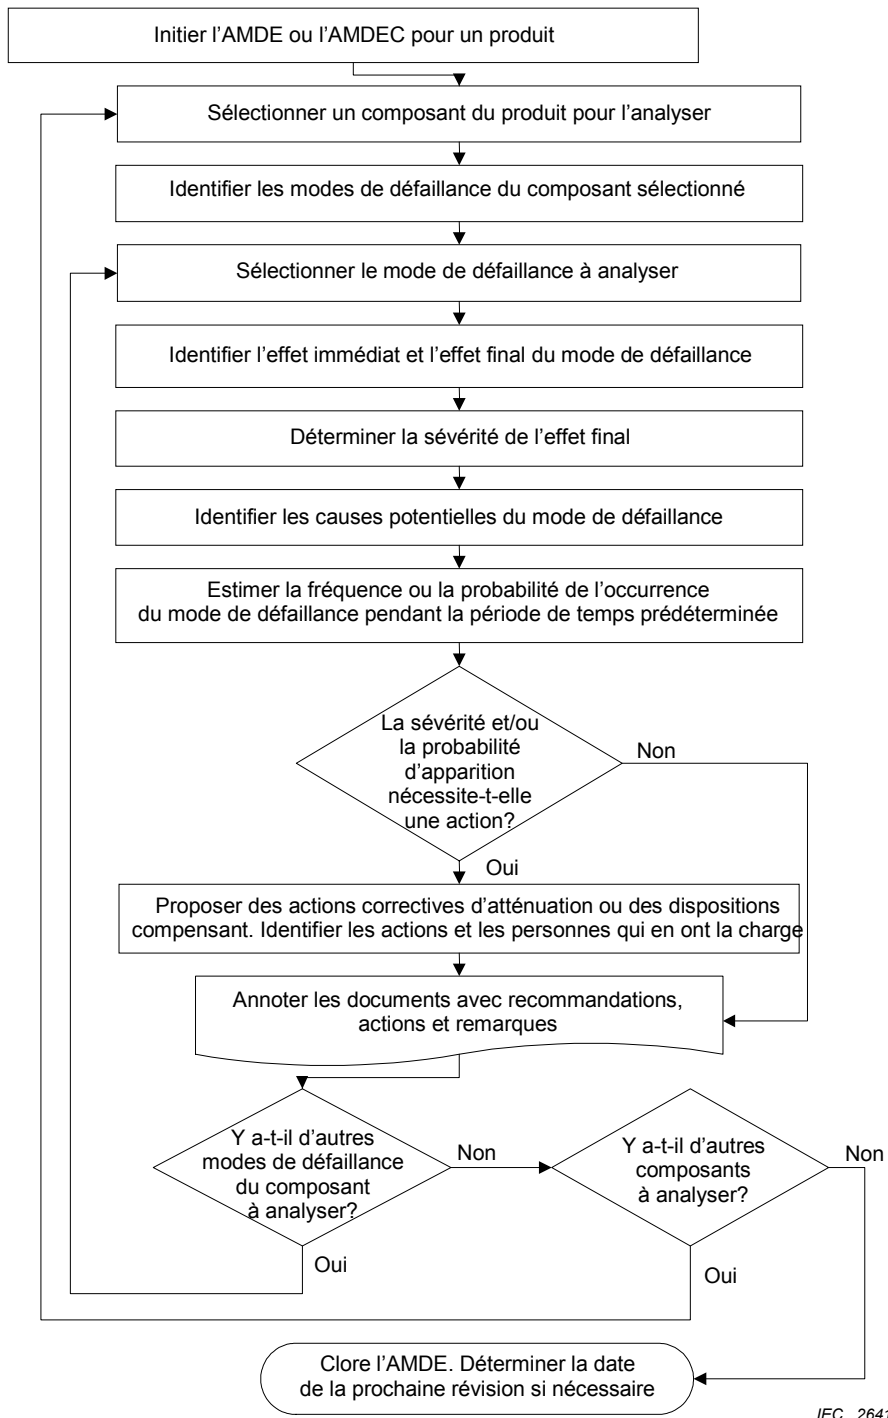 Initier l'AMDE ou l'AMDEC pour un produit
Sélectionner un composant du produit pour l'analyser
Identifier les modes de défaillance du composant sélectionné
Sélectionner le mode de défaillance à analyser
Identifier l'effet immédiat et l'effet final du mode de défaillance
Déterminer la sévérité de l'effet final
Identifier les causes potentielles du mode de défaillance
Estimer la fréquence ou la probabilité de l'occurrence
du mode de défaillance pendant la période de temps prédéterminée
La sévérité et/ou
la probabilité
d'apparition
nécessite-t-elle
une action?
Non
Oui
Proposer des actions correctives d'atténuation ou des dispositions
compensant. Identifier les actions et les personnes qui en ont la charge
Annoter les documents avec recommandations,
actions et remarques
Y a-t-il d'autres
modes de défaillance
du composant
à analyser?
Non
Oui
Y a-t-il d'autres
composants
à analyser?
Non
Oui
Clore l'AMDE. Déterminer la date
de la prochaine révision si nécessaire
IEC 2641